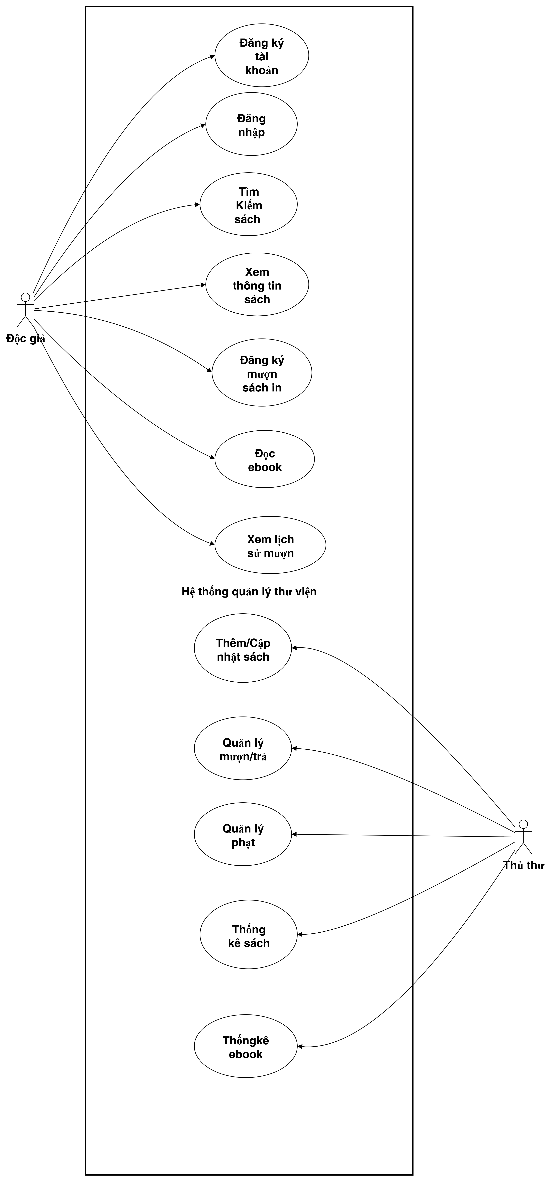 Đăng ký
tài
khoản
Đăng
nhập
Tìm
Kiếm
sách
Xem
thông tin
sách
Độc giả
Đăng ký
mượn
sách in
Đọc
ebook
Xem lịch
sử mượn
Hệ thống quản lý thư viện
Thêm/Cập
nhật sách
Quản lý
mượn/trả
Quản lý
phạt
Thủ thư
Thống
kê sách
Thốngkê
ebook